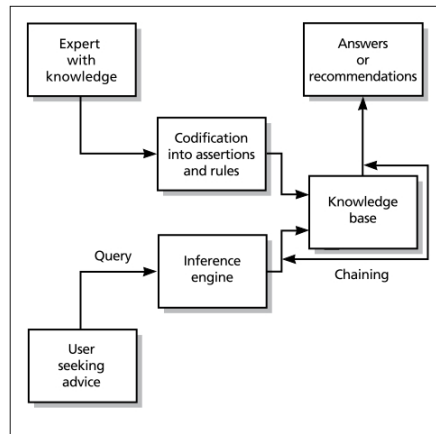 Expert
with
knowledge
Answers
or
recommendations
Codification
into assertions
and rules
Knowledge
base
Query
Inference
engine
Chaining
User
seeking
advice